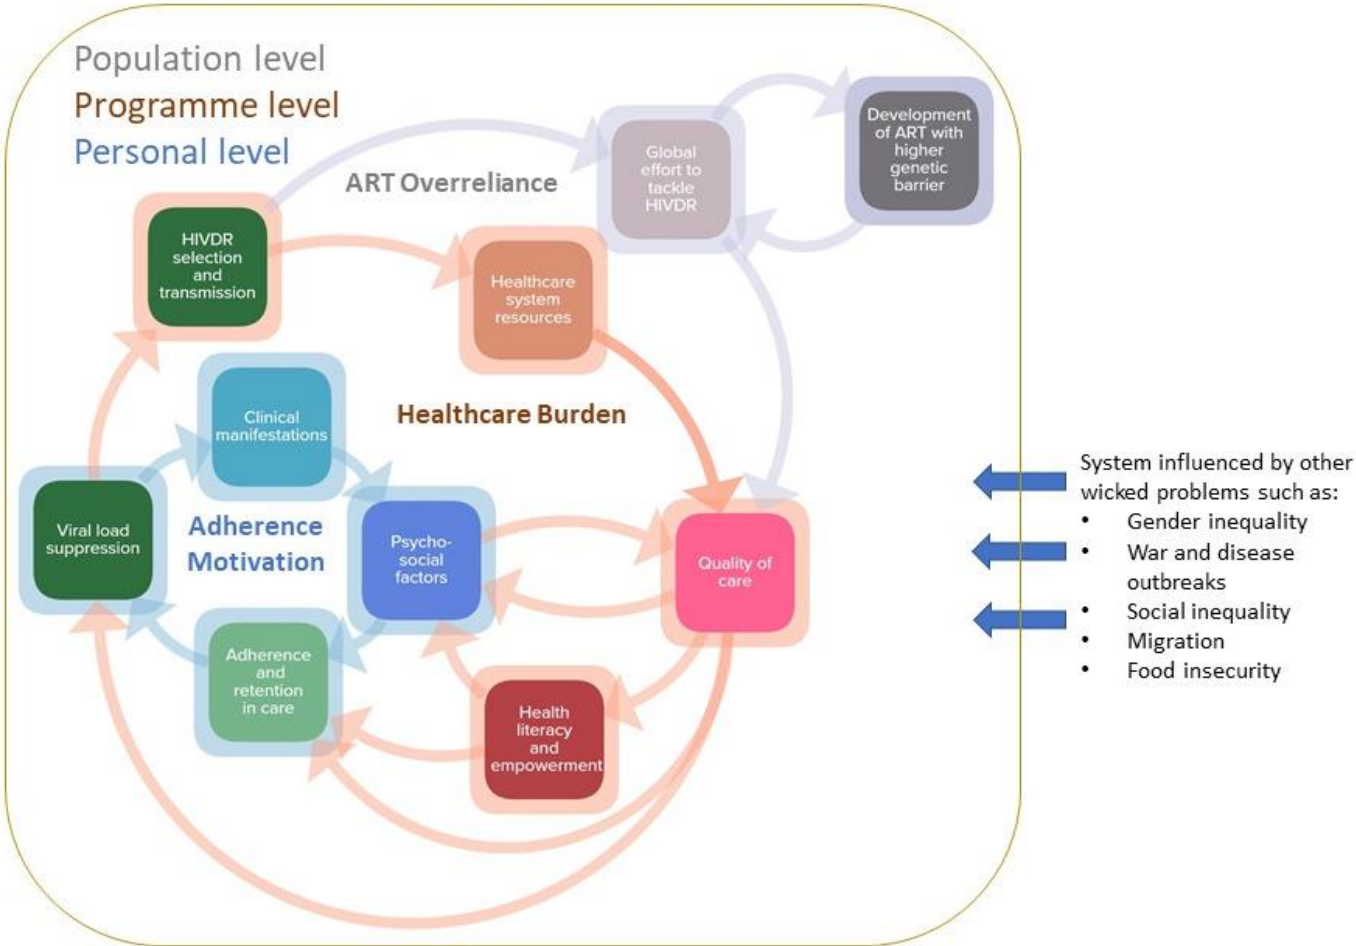 Population level
Programme level
Personal level
ART Overreliance
Global
effort to
tackle
HIVDR
Development
of ART with
higher
genetic
barrier
HIVDR
selection
and
transmission
Healthcare
system
resources
Clinical
manifestations
Healthcare Burden
Viral load
suppression
Adherence
Motivation
Psycho-
social
factors
Quality of
care
Adherence
and
retention
in care
Health
literacy
and
empowerment
System influenced by other
wicked problems such as:
• Gender inequality
• War and disease
outbreaks
• Social inequality
• Migration
• Food insecurity